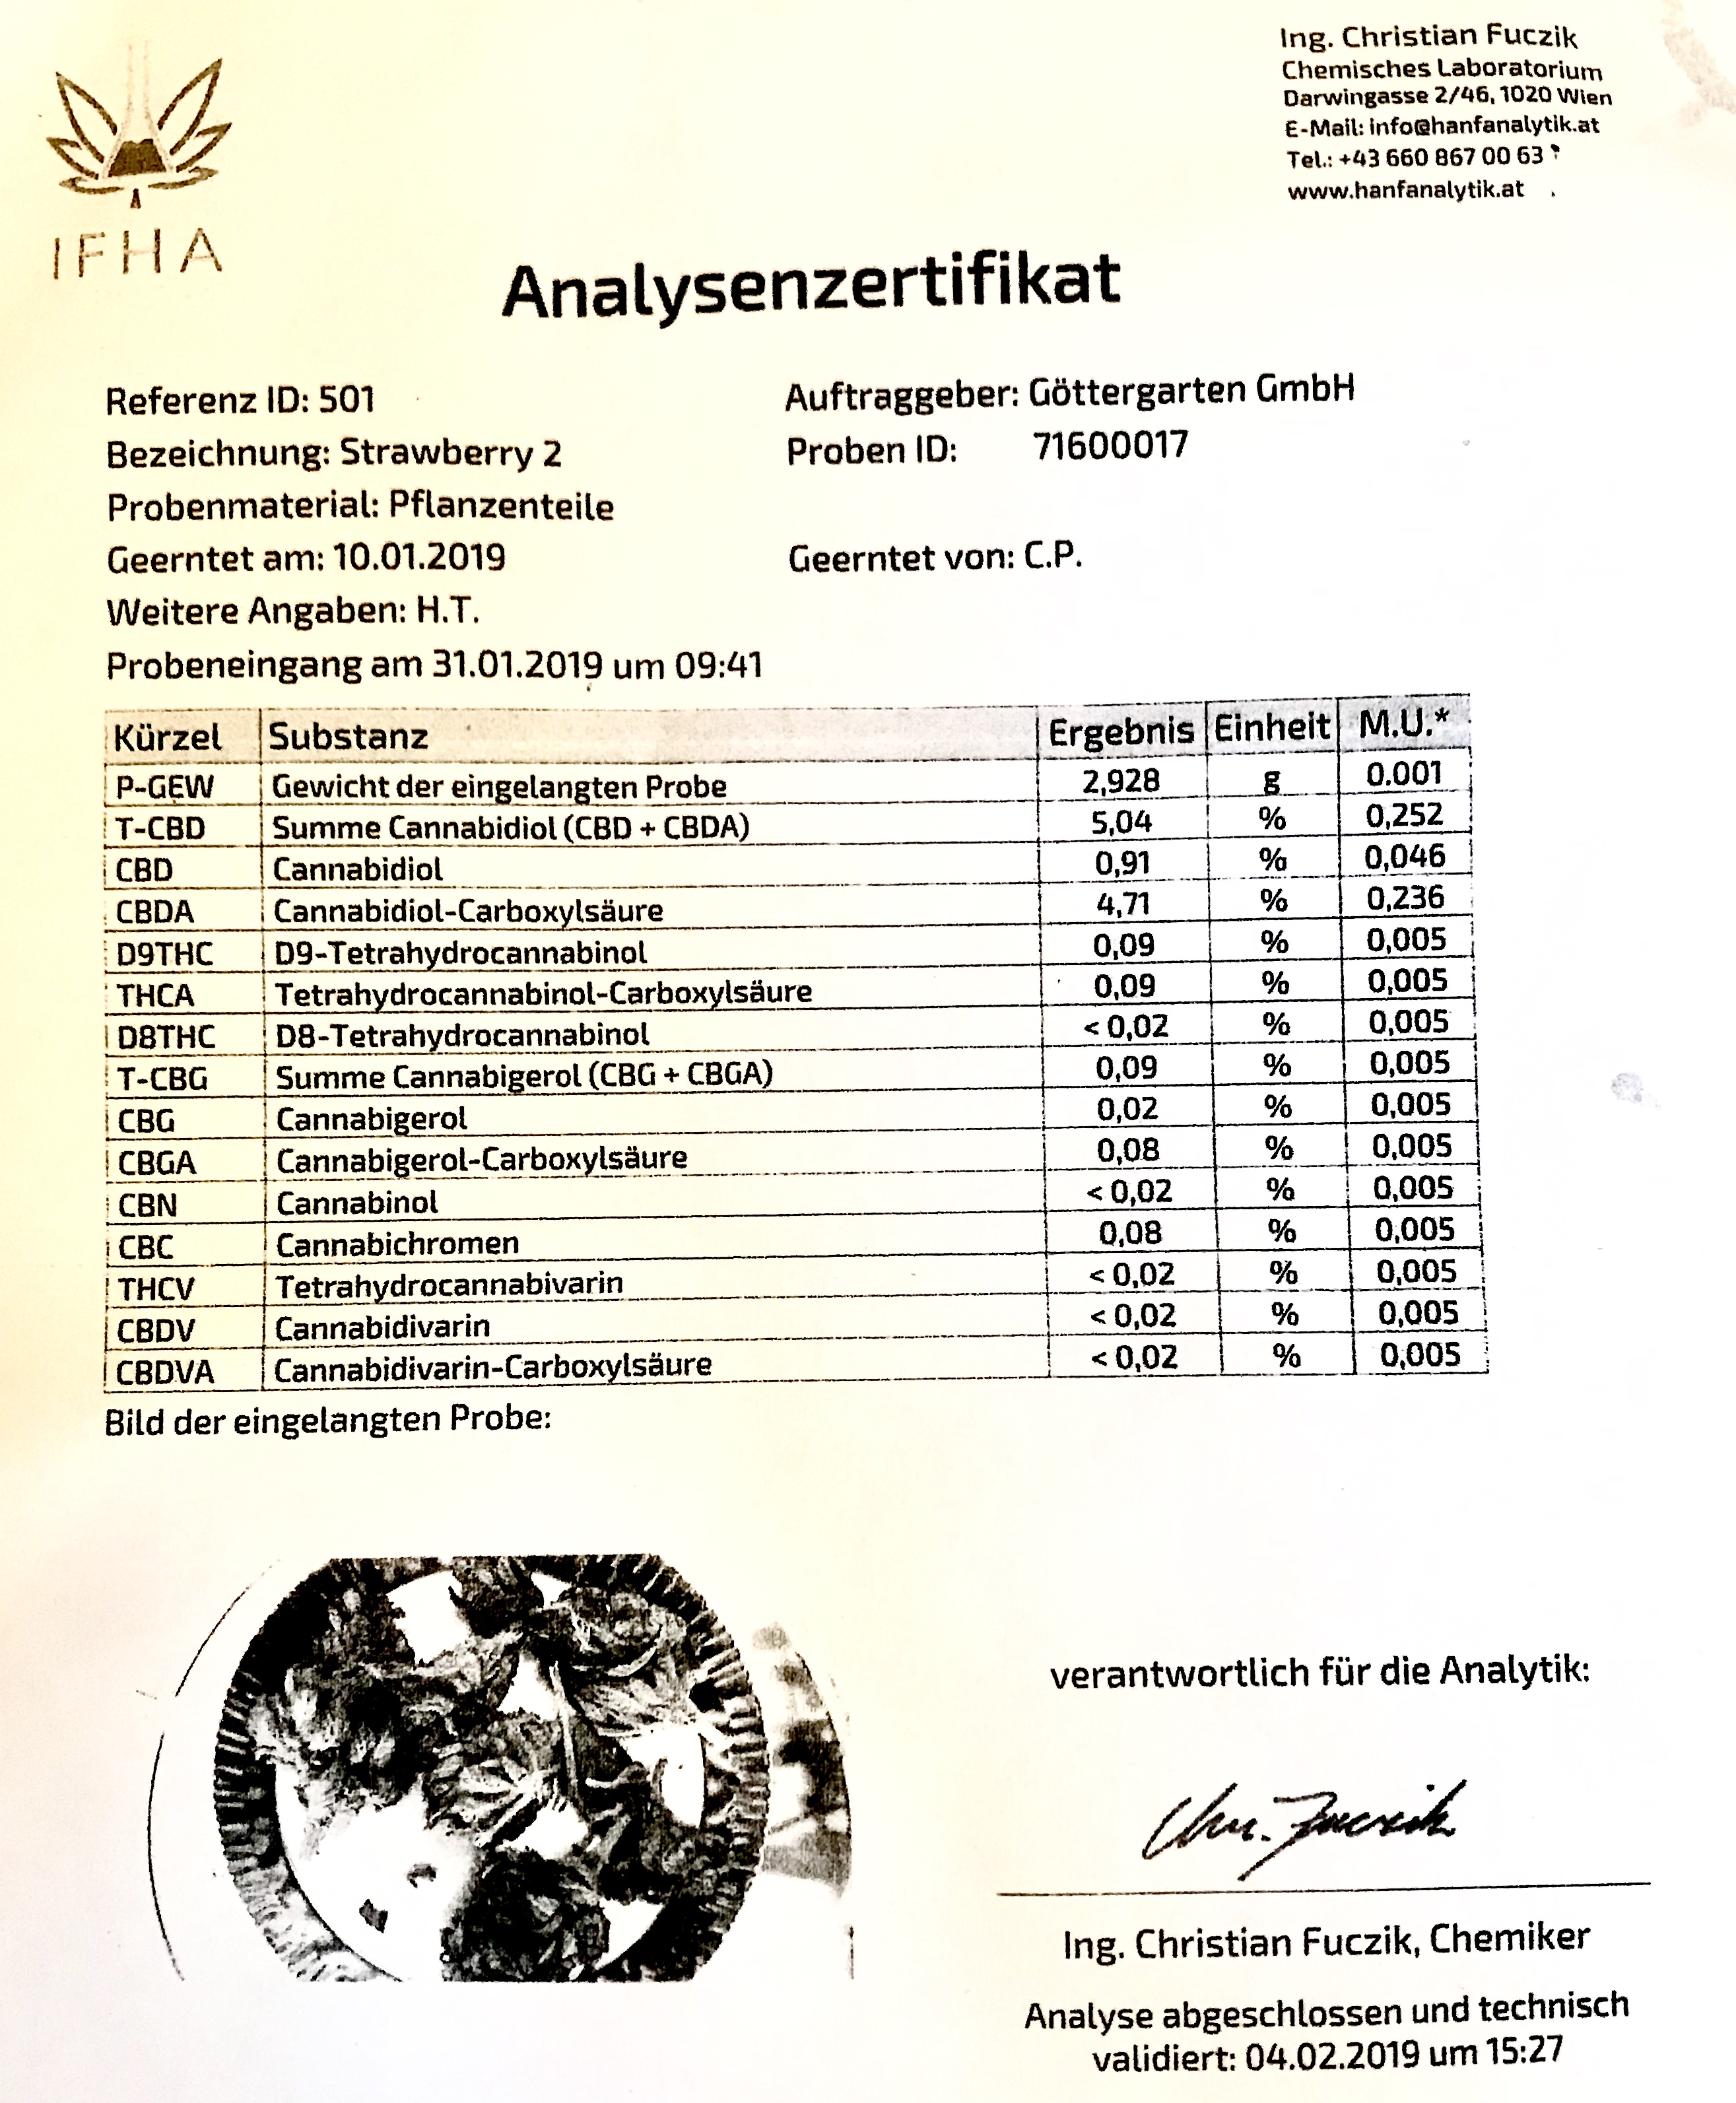 IFHA
Ing. Christian Fuczik
Chemisches Laboratorium
Darwingasse 2/46, 1020 Wien
E-Mail: info@hanfanalytik.at
Tel.: +43 660 867 00 63
www.hanfanalytik.at
Analysenzertifikat
Referenz ID: 501 Auftraggeber: Göttergarten GmbH
Bezeichnung: Strawberry 2 Proben ID: 71600017
Probenmaterial: Pflanzenteile
Geerntet am: 10.01.2019 Geerntet von: C.P.
Weitere Angaben: H.T.
Probeneingang am 31.01.2019 um 09:41
Kürzel Substanz Ergebnis Einheit M.U.*
P-GEW Gewicht der eingelangten Probe 2,928 g 0.001
T-CBD Summe Cannabidiol (CBD + CBDA) 5,04 % 0,252
CBD Cannabidiol 0,91 % 0,046
CBDA Cannabidiol-Carboxylsäure 4,71 % 0,236
D9THC D9-Tetrahydrocannabinol 0,09 % 0,005
THCA Tetrahydrocannabinol-Carboxylsäure 0,09 % 0,005
D8THC D8-Tetrahydrocannabinol < 0,02 % 0,005
T-CBG Summe Cannabigerol (CBG + CBGA) 0,09 % 0,005
CBG Cannabigerol 0,02 % 0,005
CBGA Cannabigerol-Carboxylsäure 0,08 % 0,005
CBN Cannabinol < 0,02 % 0,005
CBC Cannabichromen 0,08 % 0,005
THCV Tetrahydrocannabivarin < 0,02 % 0,005
CBDV Cannabidivarin < 0,02 % 0,005
CBDVA Cannabidivarin-Carboxylsäure < 0,02 % 0,005
Bild der eingelangten Probe:
verantwortlich für die Analytik:
Chr. Fuczik
Ing. Christian Fuczik, Chemiker
Analyse abgeschlossen und technisch
validiert: 04.02.2019 um 15:27